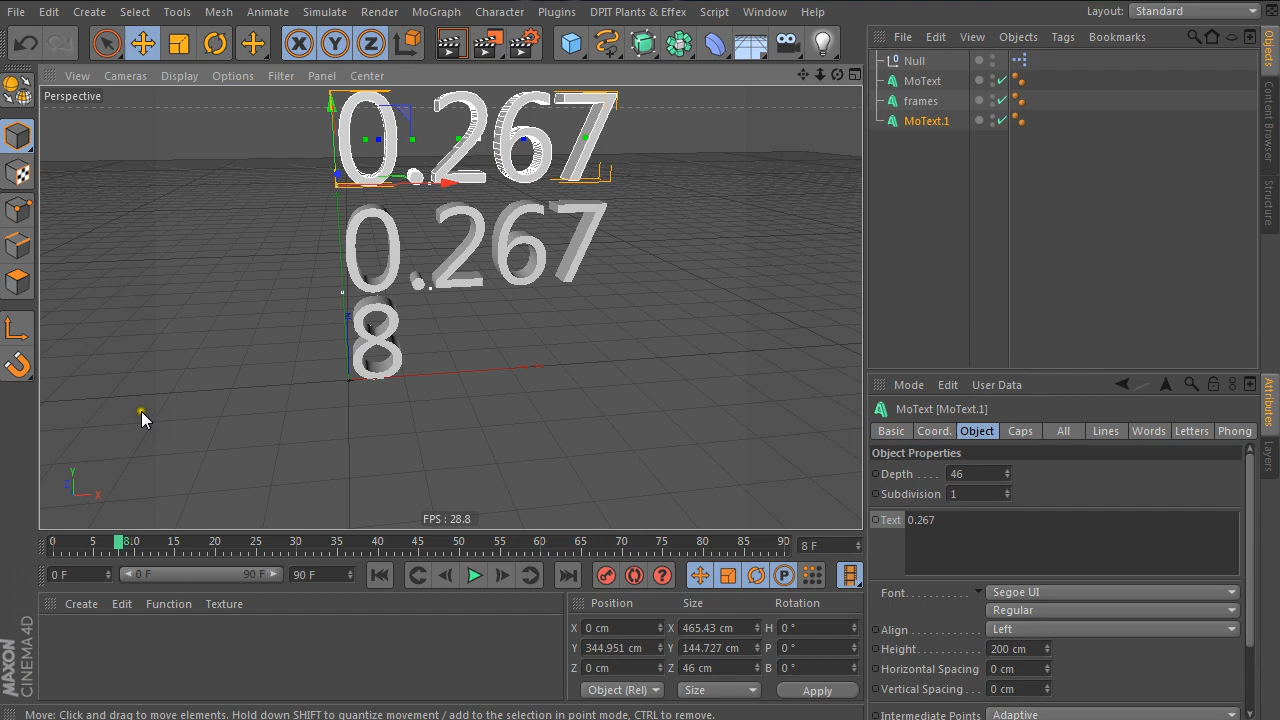 File Edit Create Select Tools Mesh Animate Simulate Render MoGraph Character Plugins DPIT Plants & Effex Script Window Help Layout: Standard
File Edit View Objects Tags Bookmarks
View Cameras Display Options Filter Panel Center
Perspective
Null
MoText
frames
MoText.1
0.267
0.267
8
X Y Z
Y
Z X
FPS : 28.8
Objects
Content Browser
Structure
Attributes
Layers
Mode Edit User Data
MoText [MoText.1]
Basic Coord. Object Caps All Lines Words Letters Phong
Object Properties
Depth . . . . 46
Subdivision 1
Text 0.267
Font. . . . . . . . . . . Segoe UI
Regular
Align . . . . . . . . . . Left
Height. . . . . . . . . . 200 cm
Horizontal Spacing 0 cm
Vertical Spacing . . . 0 cm
Intermediate Points Adaptive
0 5 8.0 15 20 25 30 35 40 45 50 55 60 65 70 75 80 85 90 8 F
0 F 0 F 90 F 90 F
Create Edit Function Texture
Position Size Rotation
X 0 cm X 465.43 cm H 0 °
Y 344.951 cm Y 144.727 cm P 0 °
Z 0 cm Z 46 cm B 0 °
Object (Rel) Size Apply
MAXON
CINEMA 4D
Move: Click and drag to move elements. Hold down SHIFT to quantize movement / add to the selection in point mode, CTRL to remove.